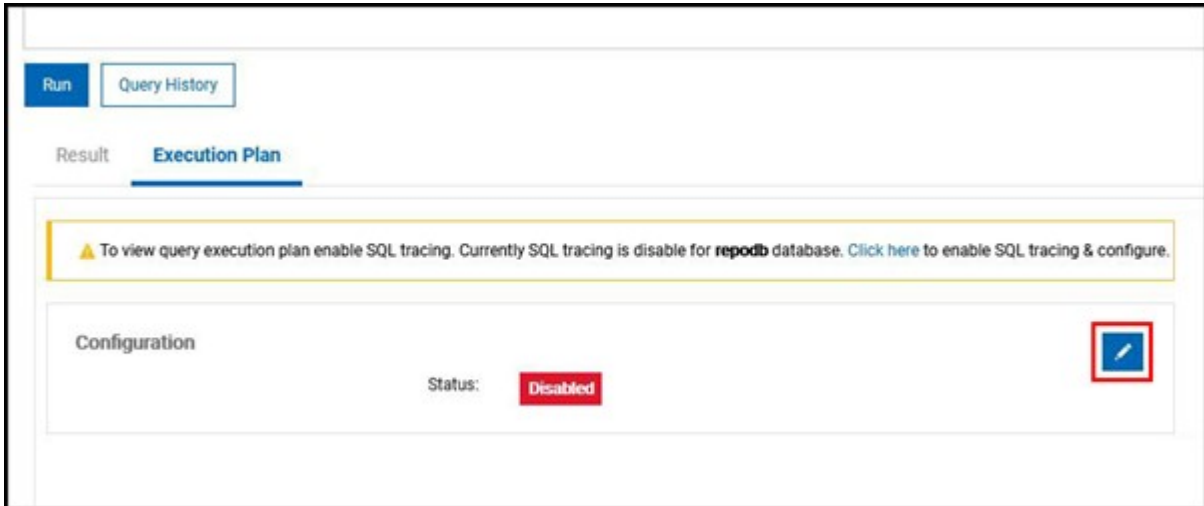 Run
Query History
Result
Execution Plan
To view query execution plan enable SQL tracing. Currently SQL tracing is disable for repodb database. Click here to enable SQL tracing & configure.
Configuration
Status:
Disabled